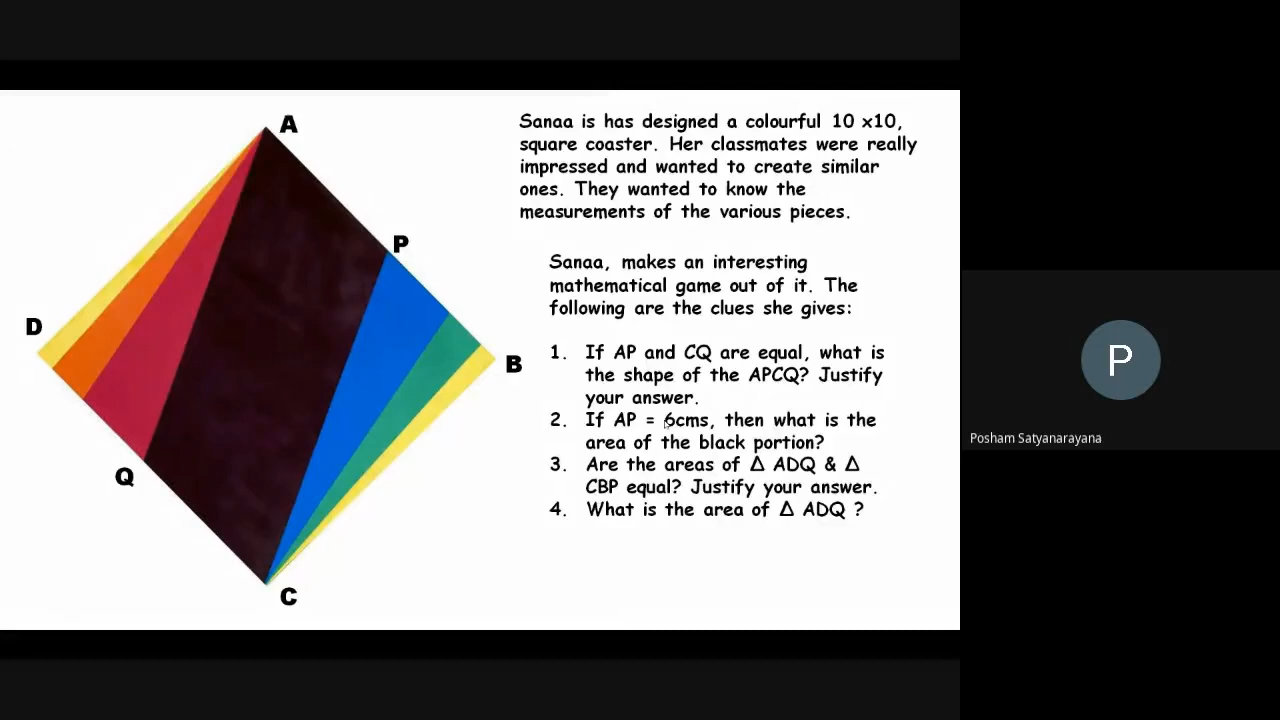 A
P
D
B
Q
C
Sanaa is has designed a colourful 10 x10,
square coaster. Her classmates were really
impressed and wanted to create similar
ones. They wanted to know the
measurements of the various pieces.
Sanaa, makes an interesting
mathematical game out of it. The
following are the clues she gives:
1. If AP and CQ are equal, what is
the shape of the APCQ? Justify
your answer.
2. If AP = 6cms, then what is the
area of the black portion?
3. Are the areas of Δ ADQ & Δ
CBP equal? Justify your answer.
4. What is the area of Δ ADQ ?
P
Posham Satyanarayana